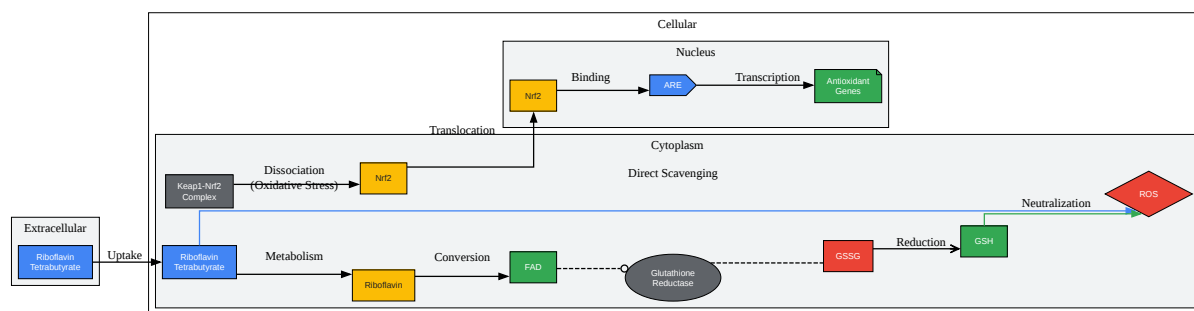 Cellular
Nucleus
Nrf2
Binding
ARE
Transcription
Antioxidant
Genes
Translocation
Cytoplasm
Keap1-Nrf2
Complex
Dissociation
(Oxidative Stress)
Nrf2
Direct Scavenging
ROS
Neutralization
Extracellular
Riboflavin
Tetrabutyrate
Uptake
Riboflavin
Tetrabutyrate
Metabolism
Riboflavin
Conversion
FAD
Glutathione
Reductase
GSSG
Reduction
GSH